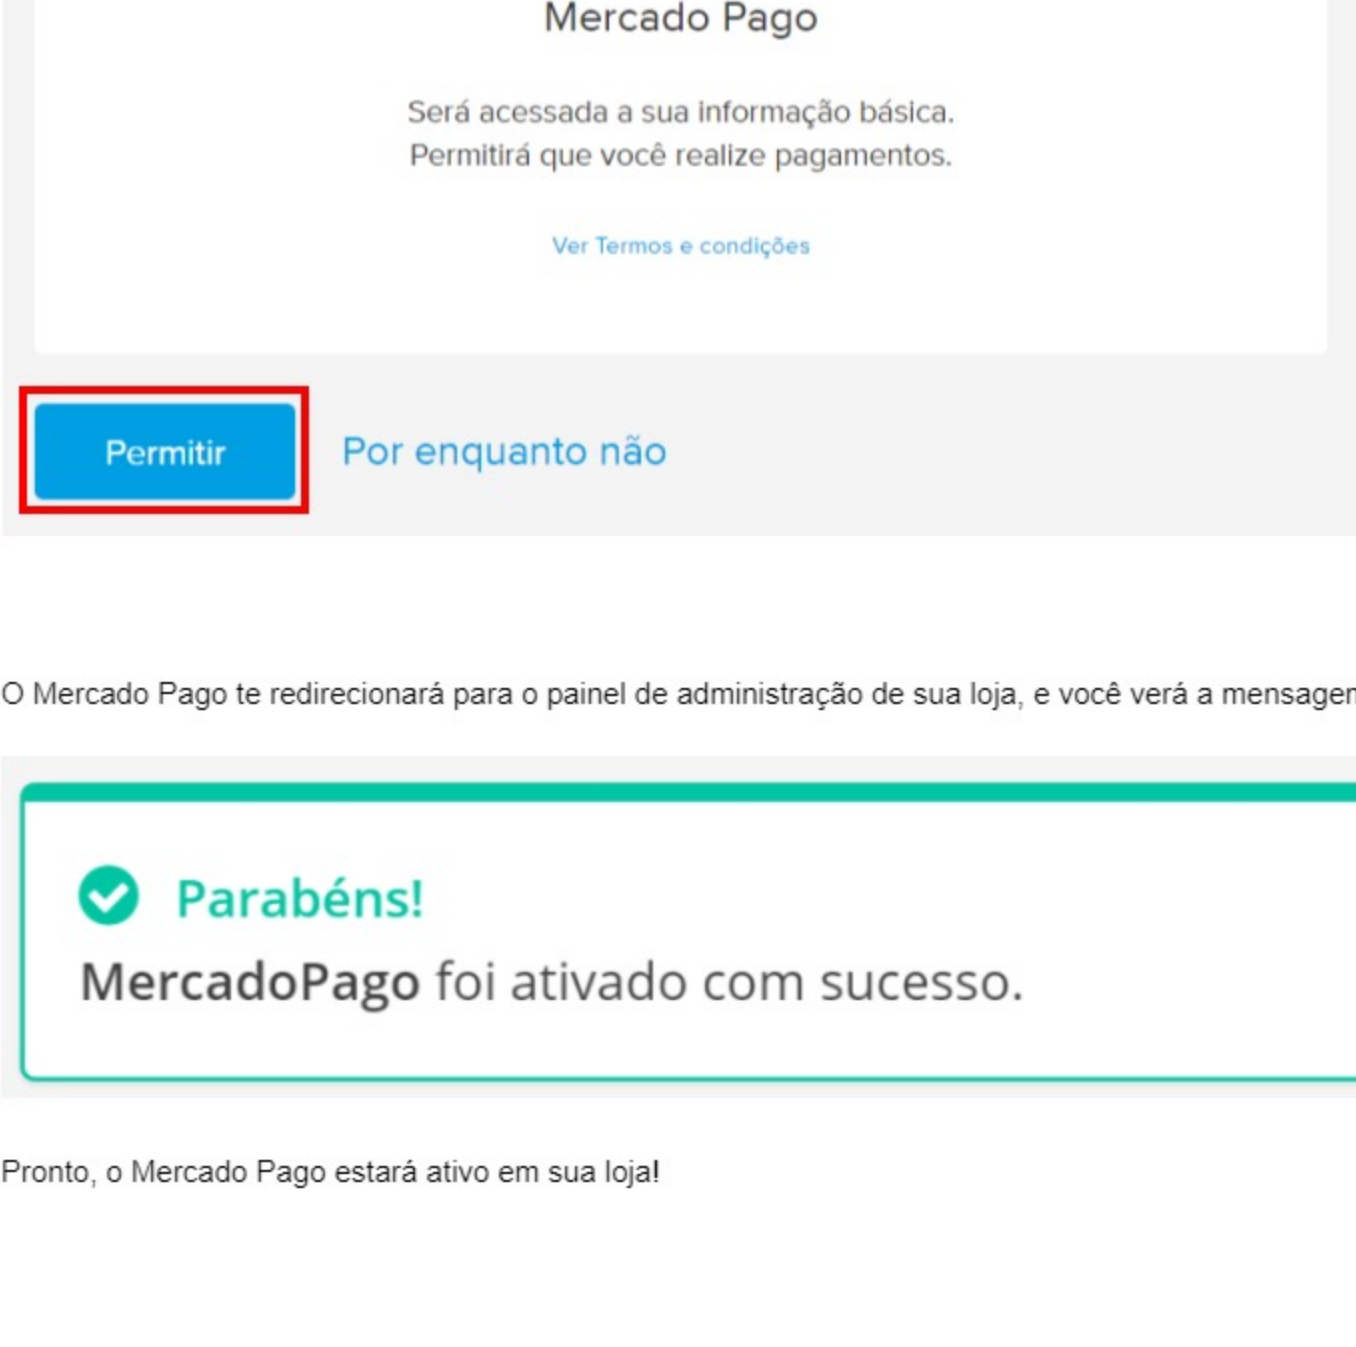 Mercado Pago
Será acessada a sua informação básica.
Permitirá que você realize pagamentos.
Ver Termos e condições
Permitir
Por enquanto não
O Mercado Pago te redirecionará para o painel de administração de sua loja, e você verá a mensagem
Parabéns!
MercadoPago foi ativado com sucesso.
Pronto, o Mercado Pago estará ativo em sua loja!